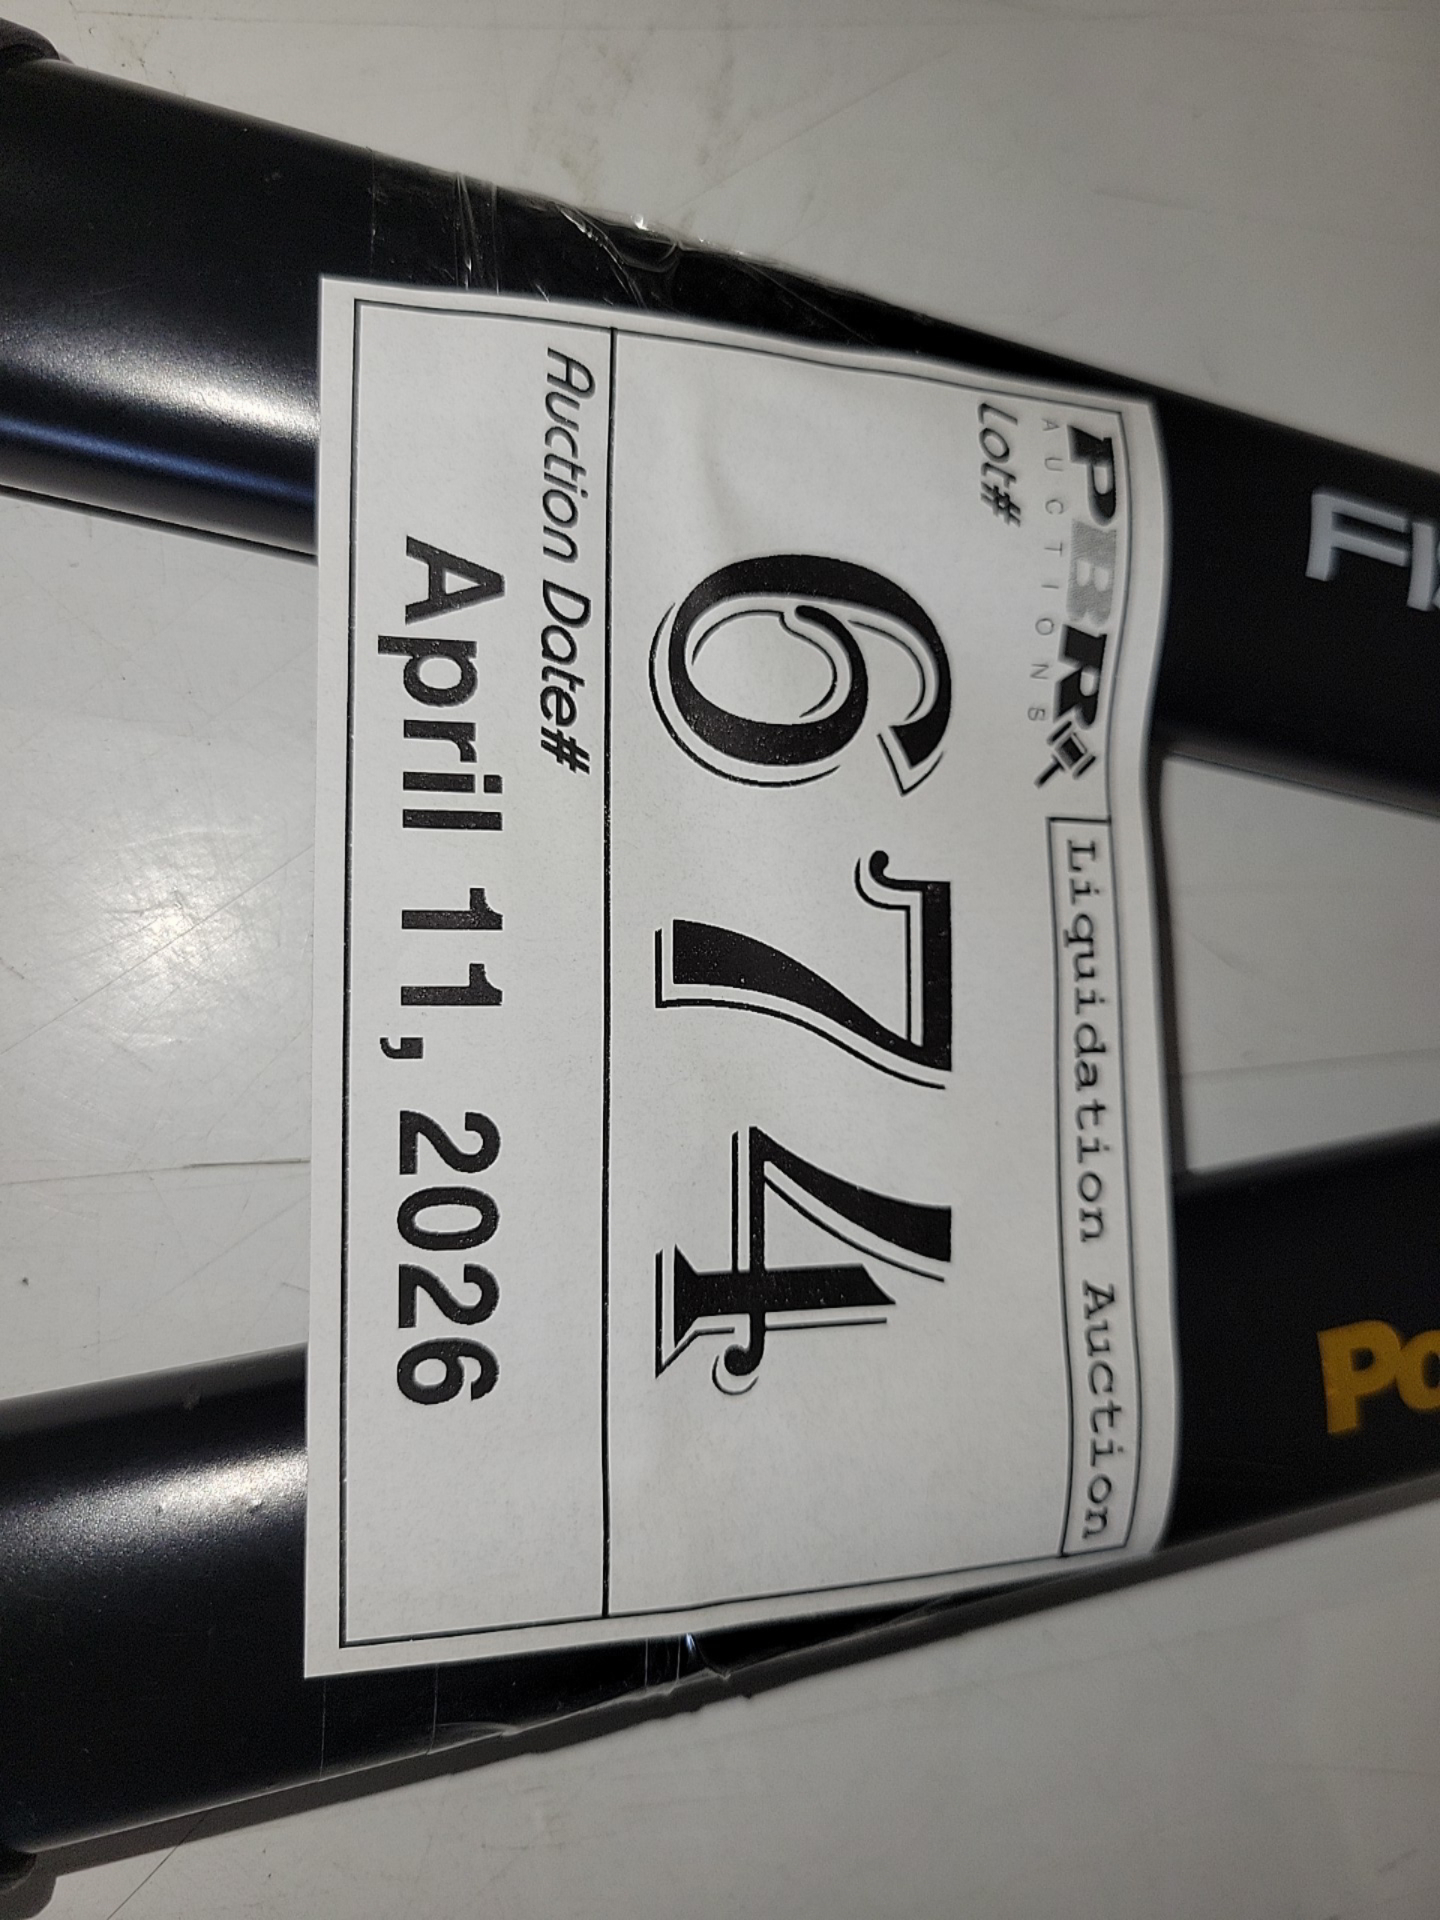 PBR
AUCTIONS
Liquidation Auction
Lot#
674
Auction Date#
April 11, 2026